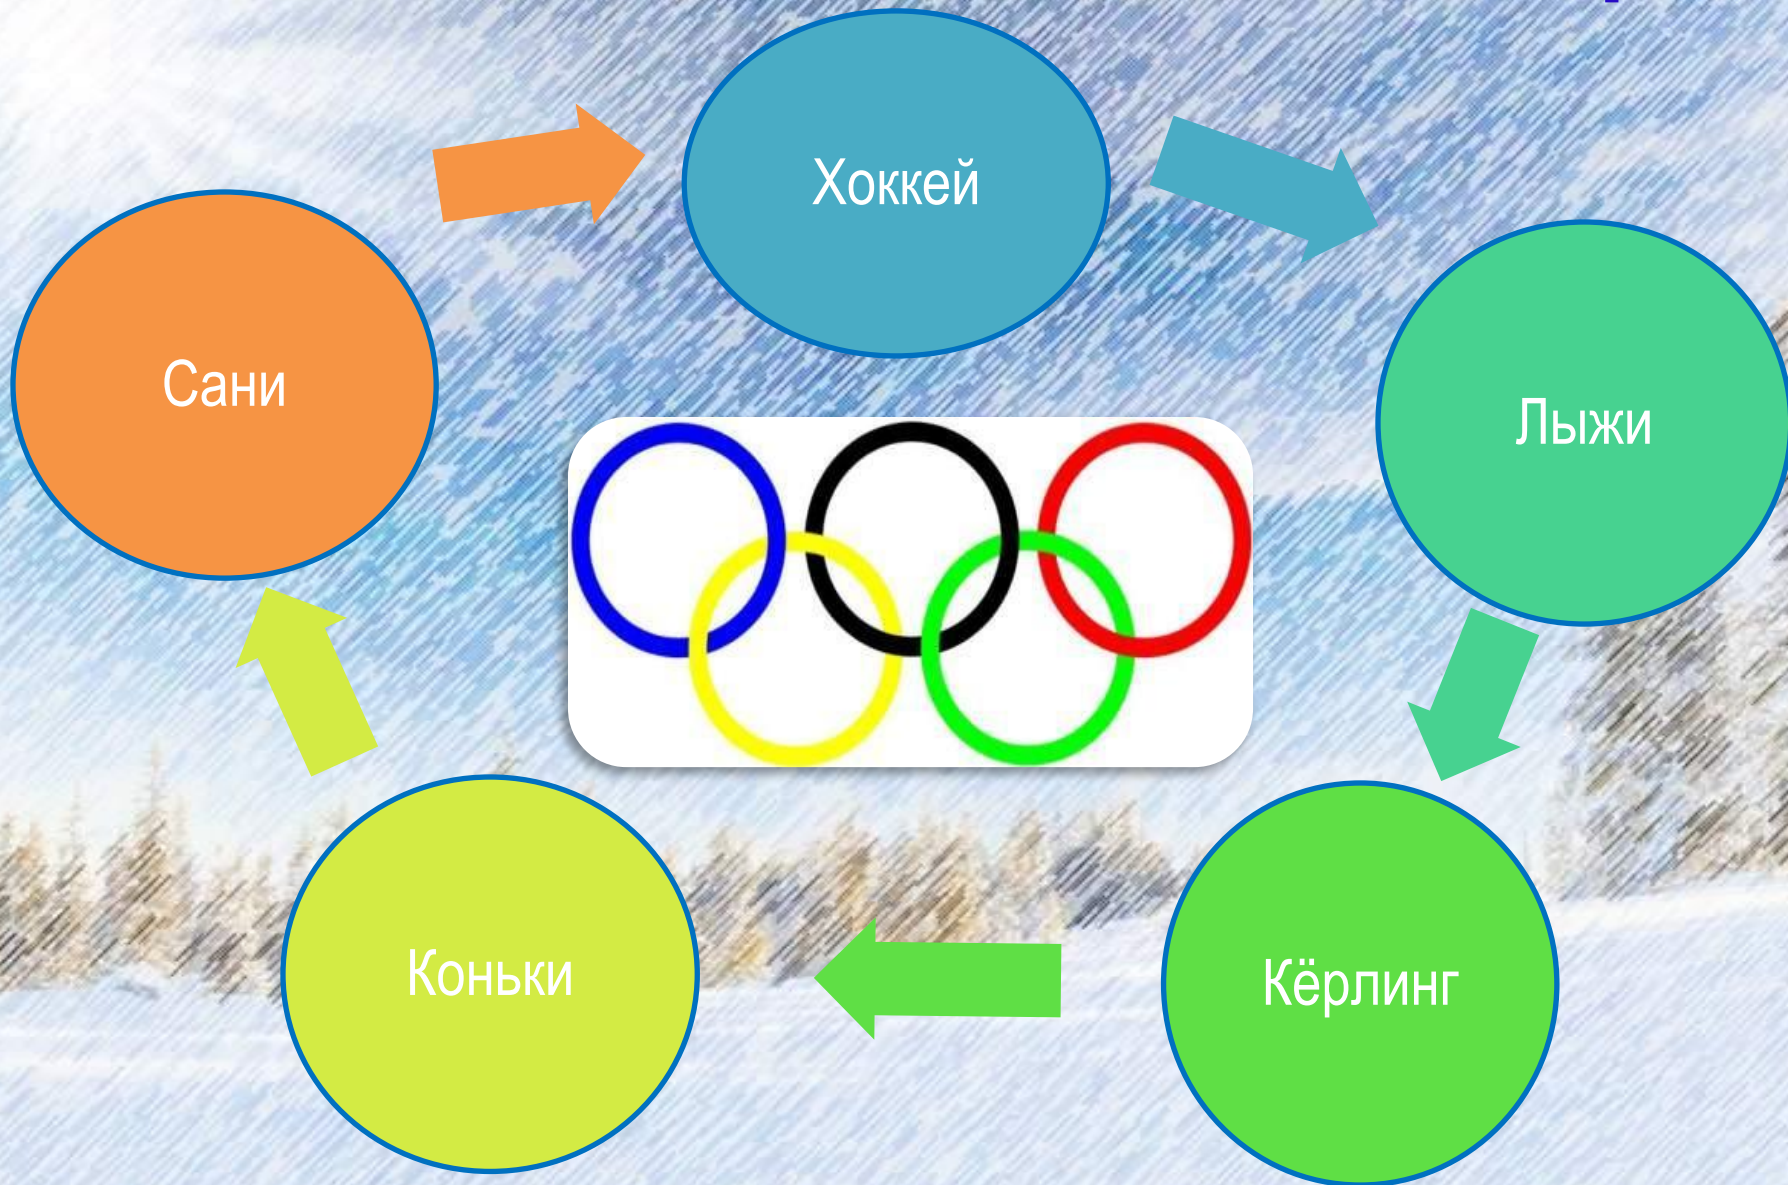 Хоккей
Лыжи
Кёрлинг
Коньки
Сани